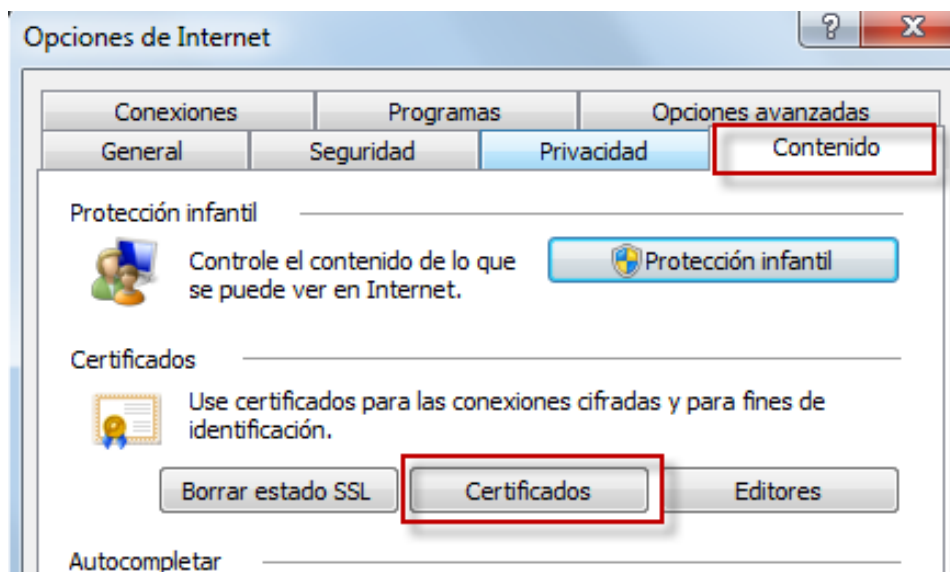 Opciones de Internet
Conexiones Programas Opciones avanzadas
General Seguridad Privacidad Contenido
Protección infantil
Controle el contenido de lo que
se puede ver en Internet.
Protección infantil
Certificados
Use certificados para las conexiones cifradas y para fines de
identificación.
Borrar estado SSL Certificados Editores
Autocompletar